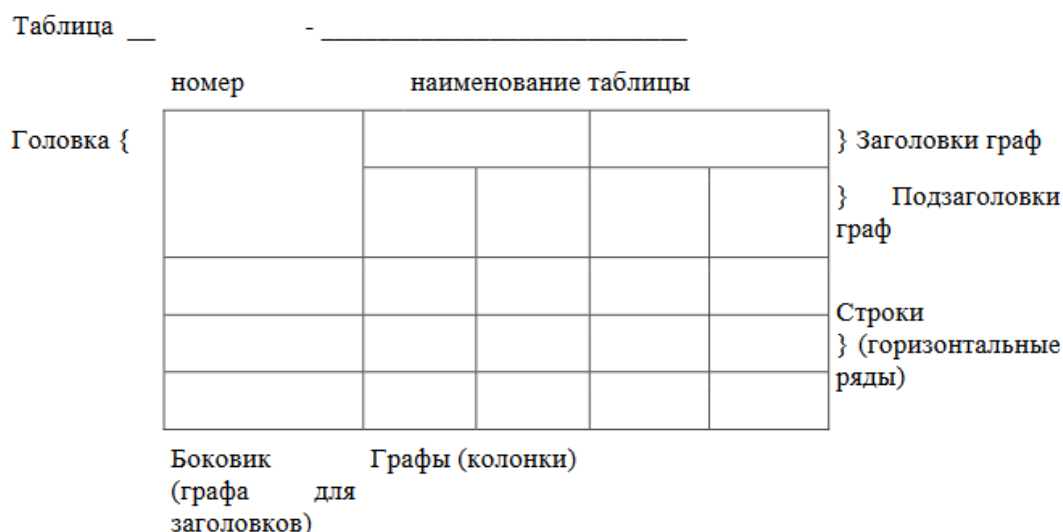 Таблица __ - ____________________________
номер наименование таблицы
Головка {
} Заголовки граф
} Подзаголовки
граф
Строки
} (горизонтальные
ряды)
Боковик Графы (колонки)
(графа для
заголовков)